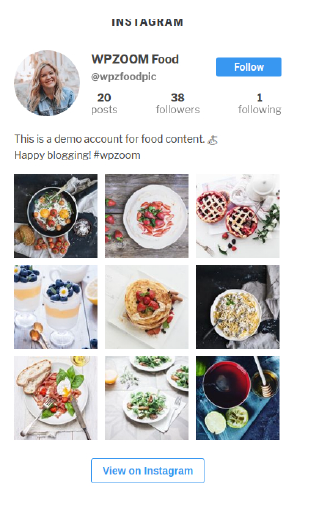 INSTAGRAM
WPZOOM Food
Follow
@wpzfoodpic
20 38 1
posts followers following
This is a demo account for food content. 🍝
Happy blogging! #wpzoom
View on Instagram